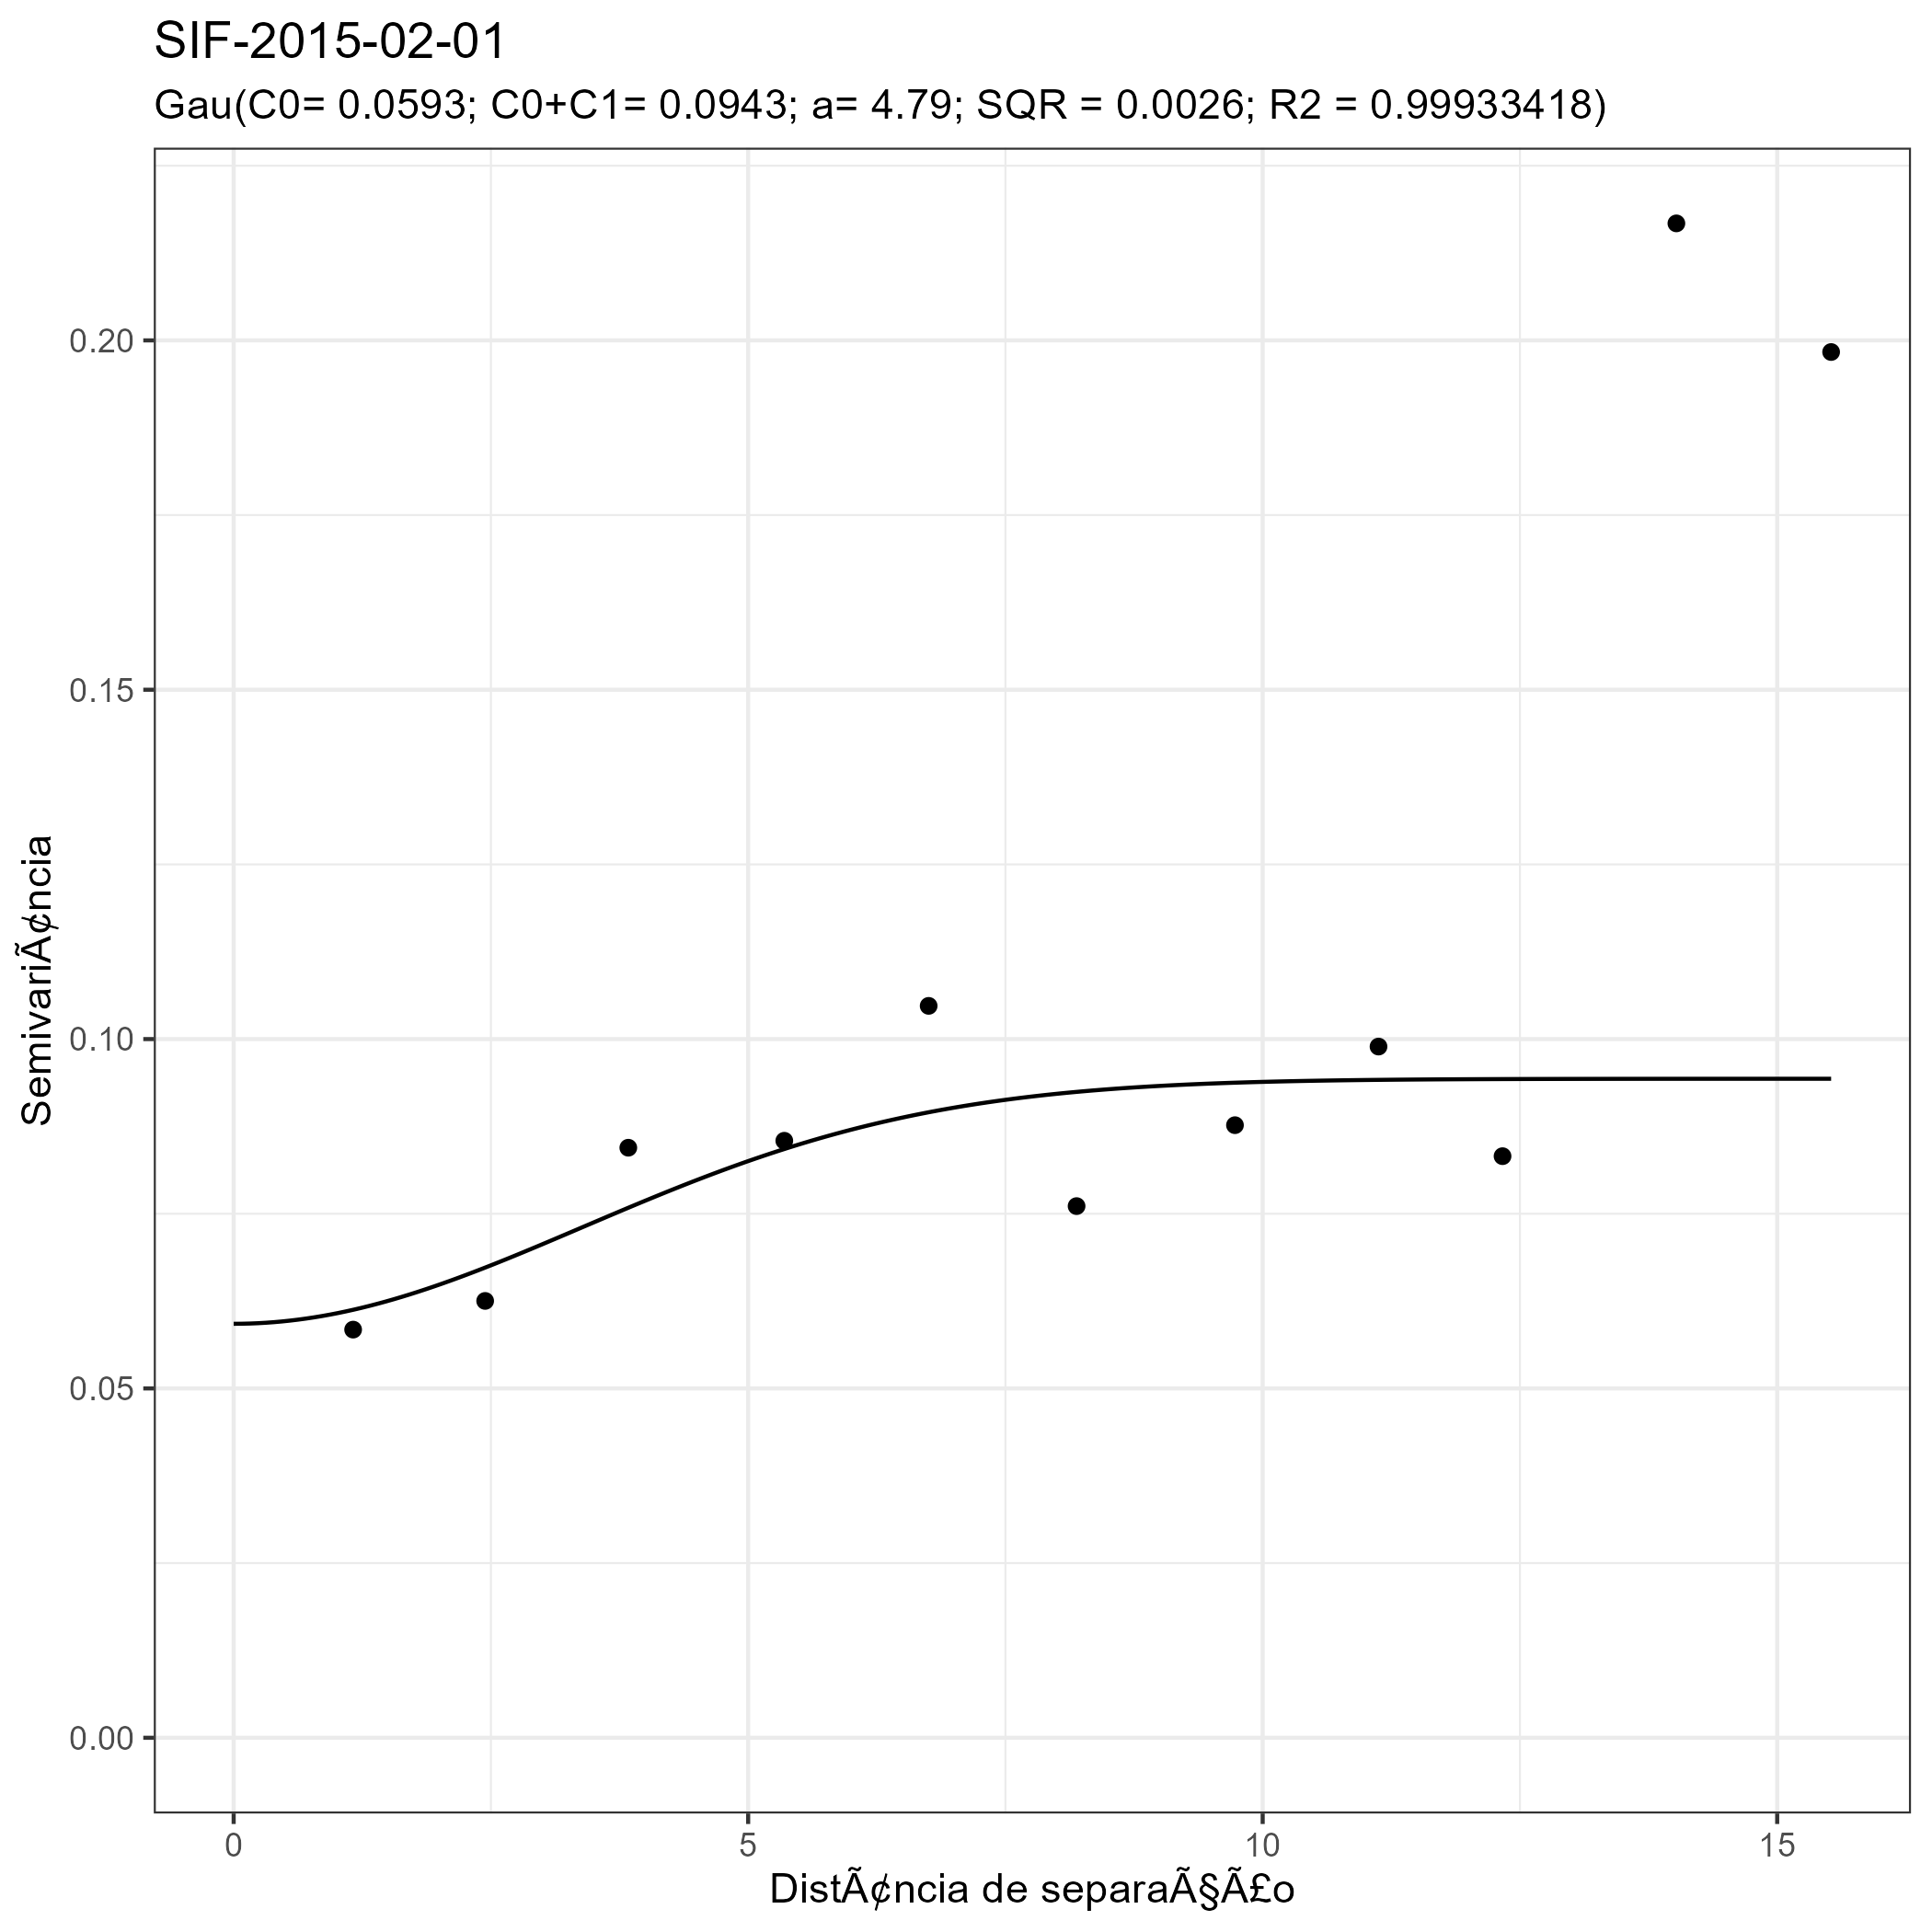 SIF-2015-02-01
Gau(C0= 0.0593; C0+C1= 0.0943; a= 4.79; SQR = 0.0026; R2 = 0.99933418)
0.20
0.15
0.10
0.05
0.00
SemivariÃ¢ncia
0
5
10
15
DistÃ¢ncia de separaÃ§Ã£o